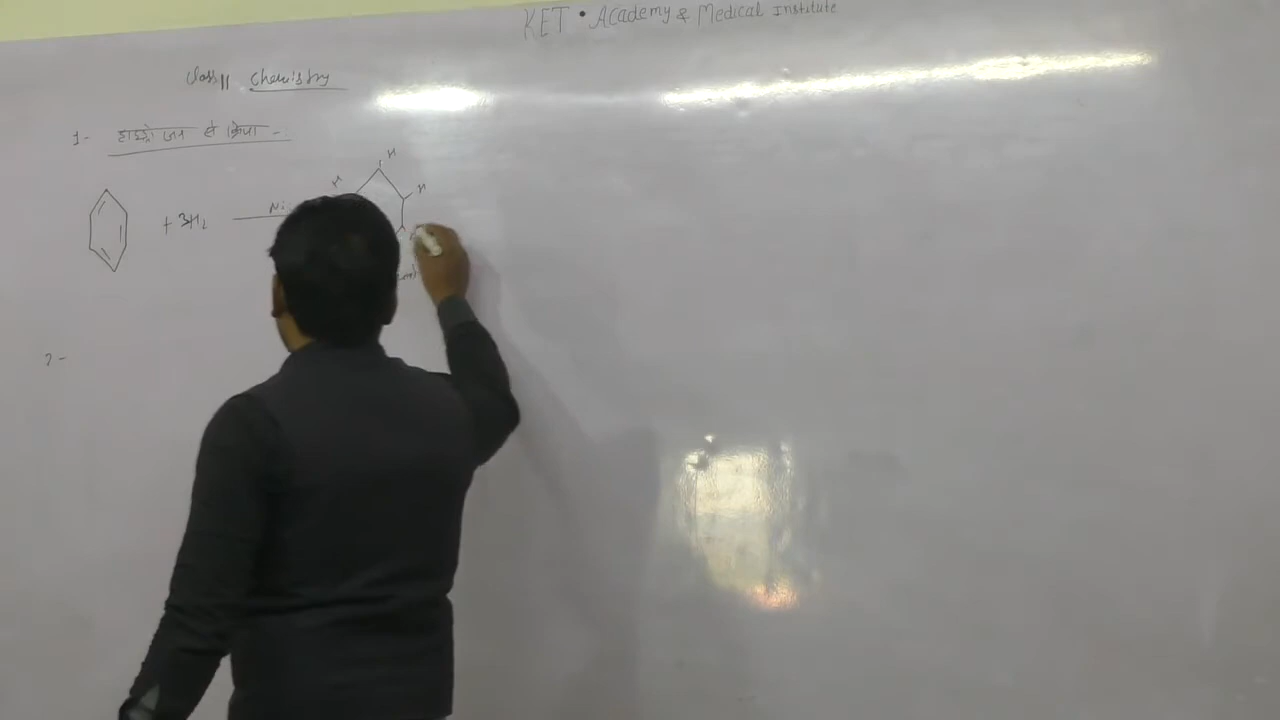 KET • Academy & Medical Institute
Class 11 Chemistry
1- हाइड्रोजन से क्रिया -:
+ 3H₂ Ni
H
H
H
2-